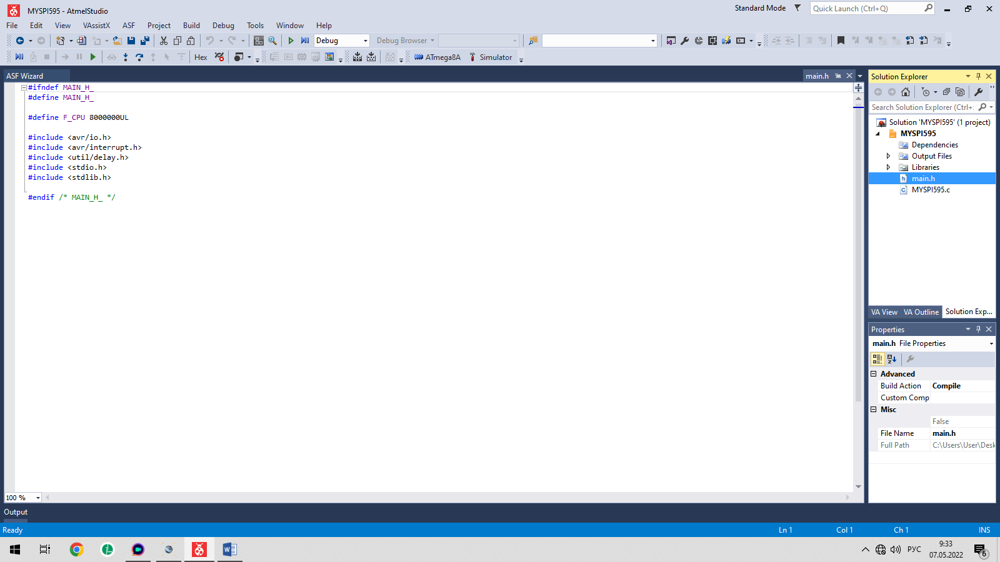 MYSPI595 - AtmelStudio
Standard Mode
Quick Launch (Ctrl+Q)
File Edit View VAssistX ASF Project Build Debug Tools Window Help
Debug Debug Browser
Hex ATmega8A Simulator
ASF Wizard
main.h
#ifndef MAIN_H_
#define MAIN_H_
#define F_CPU 8000000UL
#include <avr/io.h>
#include <avr/interrupt.h>
#include <util/delay.h>
#include <stdio.h>
#include <stdlib.h>
#endif /* MAIN_H_ */
100 %
Solution Explorer
Search Solution Explorer (Ctrl+:
Solution 'MYSPI595' (1 project)
MYSPI595
Dependencies
Output Files
Libraries
main.h
MYSPI595.c
VA View VA Outline Solution Exp...
Properties
main.h File Properties
Advanced
Build Action Compile
Custom Comp
Misc
False
File Name main.h
Full Path C:\Users\User\Desk
Output
Ready Ln 1 Col 1 Ch 1 INS
РУС
9:33
07.05.2022
6